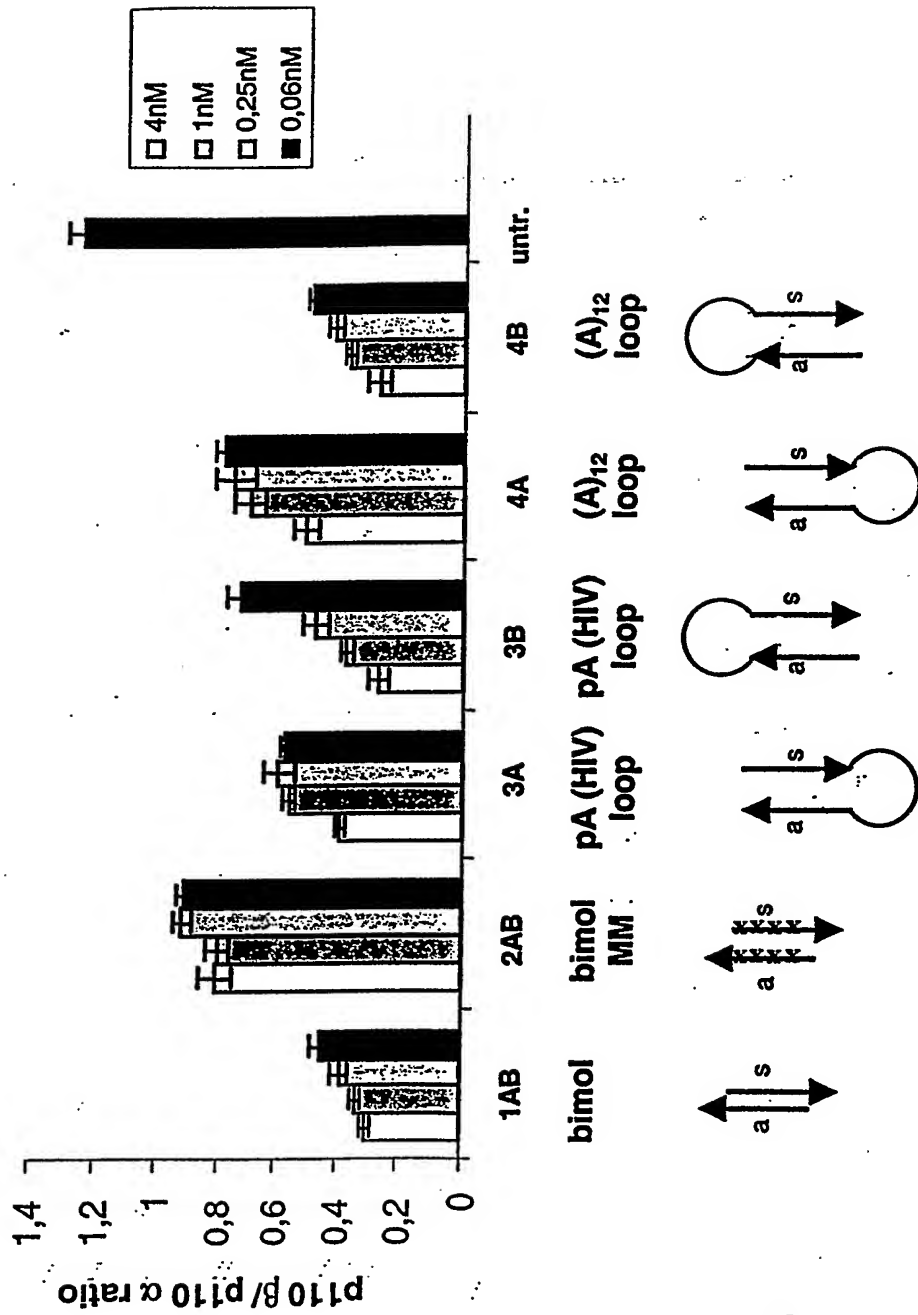 p110 β/ p110 α ratio
1,4
1,2
1
0,8
0,6
0,4
0,2
0
4nM
1nM
0,25nM
0,06nM
1AB
2AB
3A
3B
4A
4B
untr.
bimol
bimol MM
pA (HIV) loop
pA (HIV) loop
(A)12 loop
(A)12 loop
a s
a s
a s
a s
a s
a s